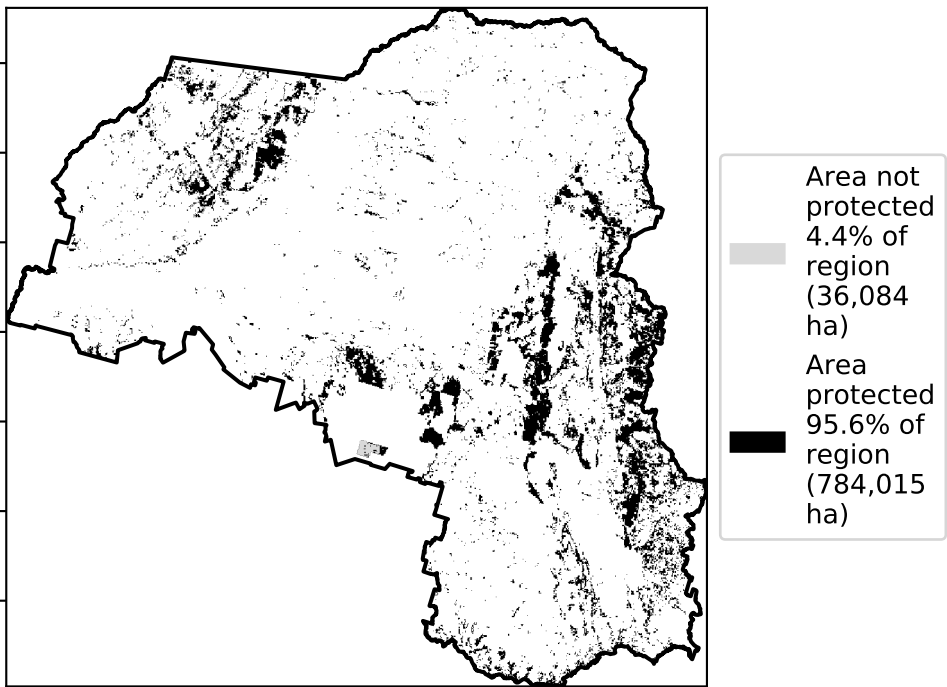 Area not
protected
4.4% of
region
(36,084
ha)
Area
protected
95.6% of
region
(784,015
ha)